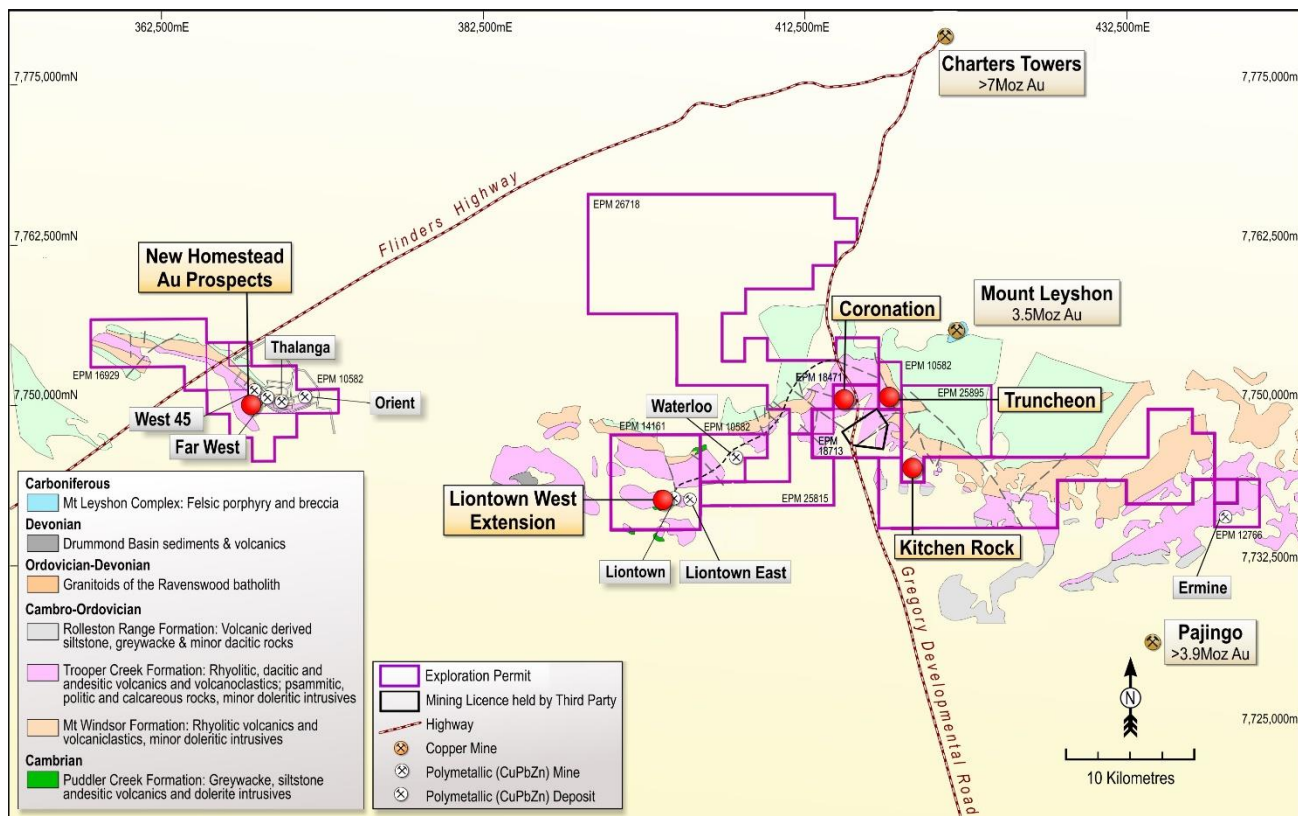 362,500mE
382,500mE
412,500mE
432,500mE
7,775,000mN
7,775,000mN
Charters Towers
>7Moz Au
Flinders Highway
EPM 26718
7,762,500mN
7,762,500mN
New Homestead
Au Prospects
Mount Leyshon
3.5Moz Au
Coronation
Thalanga
EPM 16929
EPM 10582
EPM 18471
EPM 10582
7,750,000mN
7,750,000mN
West 45
Orient
Far West
Waterloo
EPM 25895
Truncheon
EPM 14161
EPM 10582
EPM
18713
Liontown West
Extension
EPM 25815
Kitchen Rock
EPM 12766
Liontown
Liontown East
Ermine
7,732,500mN
Gregory Developmental Road
Pajingo
>3.9Moz Au
N
7,725,000mN
10 Kilometres
Carboniferous
Mt Leyshon Complex: Felsic porphyry and breccia
Devonian
Drummond Basin sediments & volcanics
Ordovician-Devonian
Granitoids of the Ravenswood batholith
Cambro-Ordovician
Rolleston Range Formation: Volcanic derived
siltstone, greywacke & minor dacitic rocks
Trooper Creek Formation: Rhyolitic, dacitic and
andesitic volcanics and volcanoclastics; psammitic,
politic and calcareous rocks, minor doleritic intrusives
Mt Windsor Formation: Rhyolitic volcanics and
volcaniclastics, minor doleritic intrusives
Cambrian
Puddler Creek Formation: Greywacke, siltstone
andesitic volcanics and dolerite intrusives
Exploration Permit
Mining Licence held by Third Party
Highway
Copper Mine
Polymetallic (CuPbZn) Mine
Polymetallic (CuPbZn) Deposit